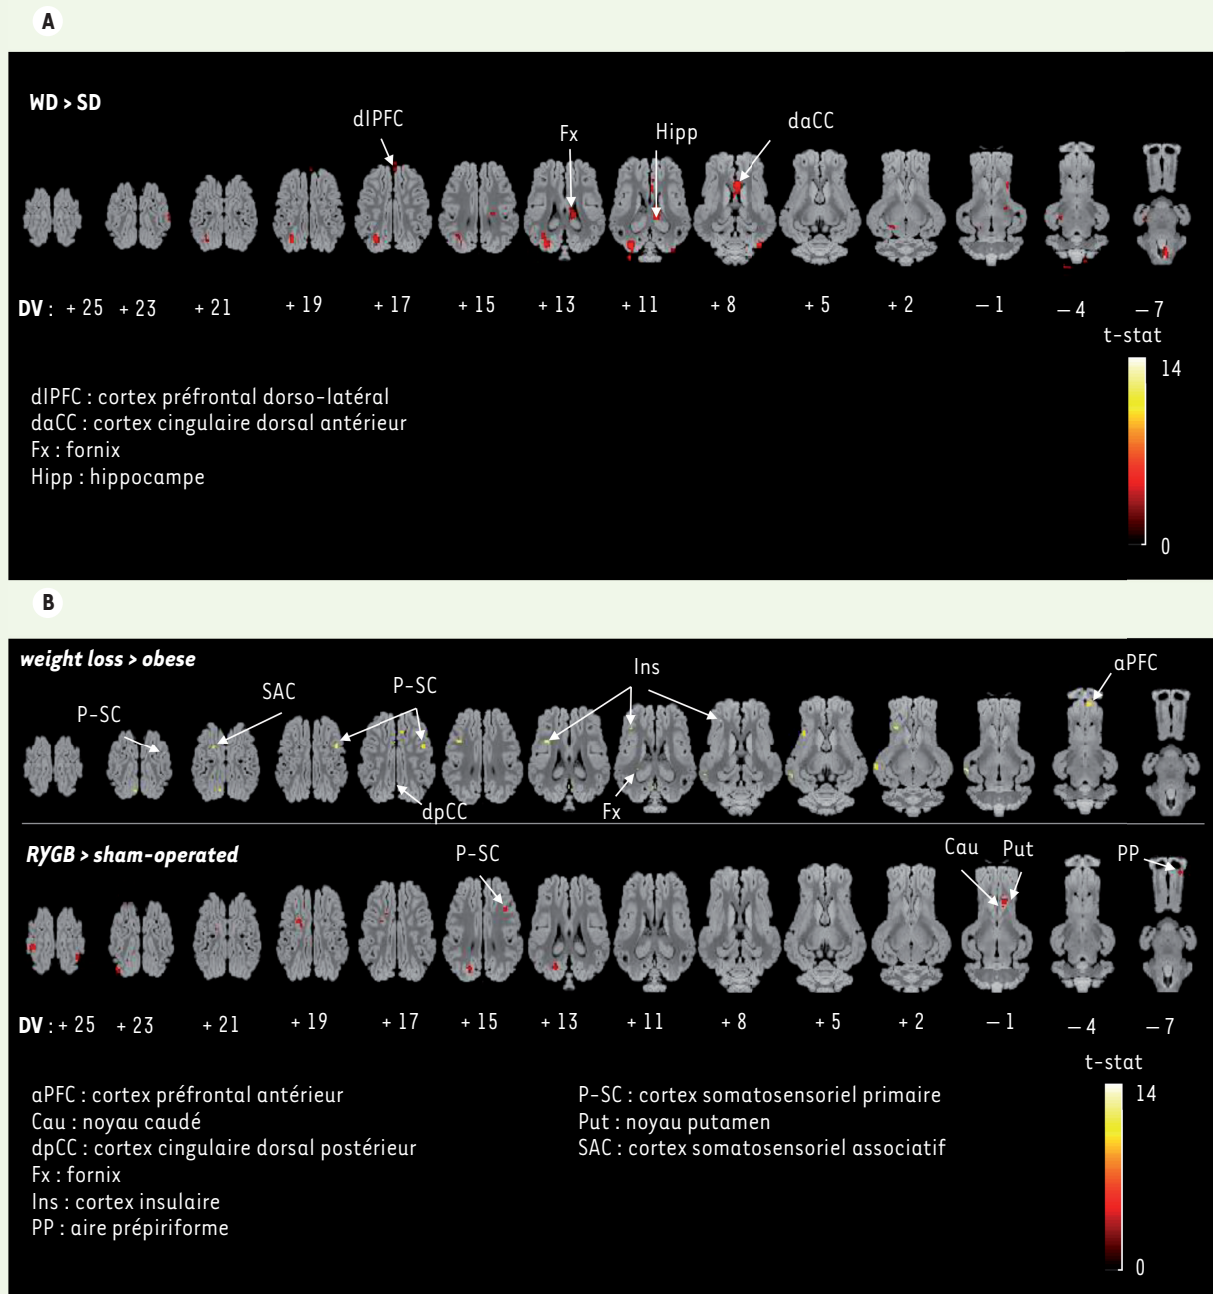 A
WD > SD
dlPFC
Fx
Hipp
daCC
DV : + 25 + 23 + 21 + 19 + 17 + 15 + 13 + 11 + 8 + 5 + 2 – 1 – 4 – 7
t-stat
14
0
dlPFC : cortex préfrontal dorso-latéral
daCC : cortex cingulaire dorsal antérieur
Fx : fornix
Hipp : hippocampe
B
weight loss > obese
P-SC
SAC
P-SC
Ins
aPFC
dpCC
Fx
RYGB > sham-operated
P-SC
Cau
Put
PP
DV : + 25 + 23 + 21 + 19 + 17 + 15 + 13 + 11 + 8 + 5 + 2 – 1 – 4 – 7
t-stat
14
0
aPFC : cortex préfrontal antérieur
Cau : noyau caudé
dpCC : cortex cingulaire dorsal postérieur
Fx : fornix
Ins : cortex insulaire
PP : aire prépiriforme
P-SC : cortex somatosensoriel primaire
Put : noyau putamen
SAC : cortex somatosensoriel associatif